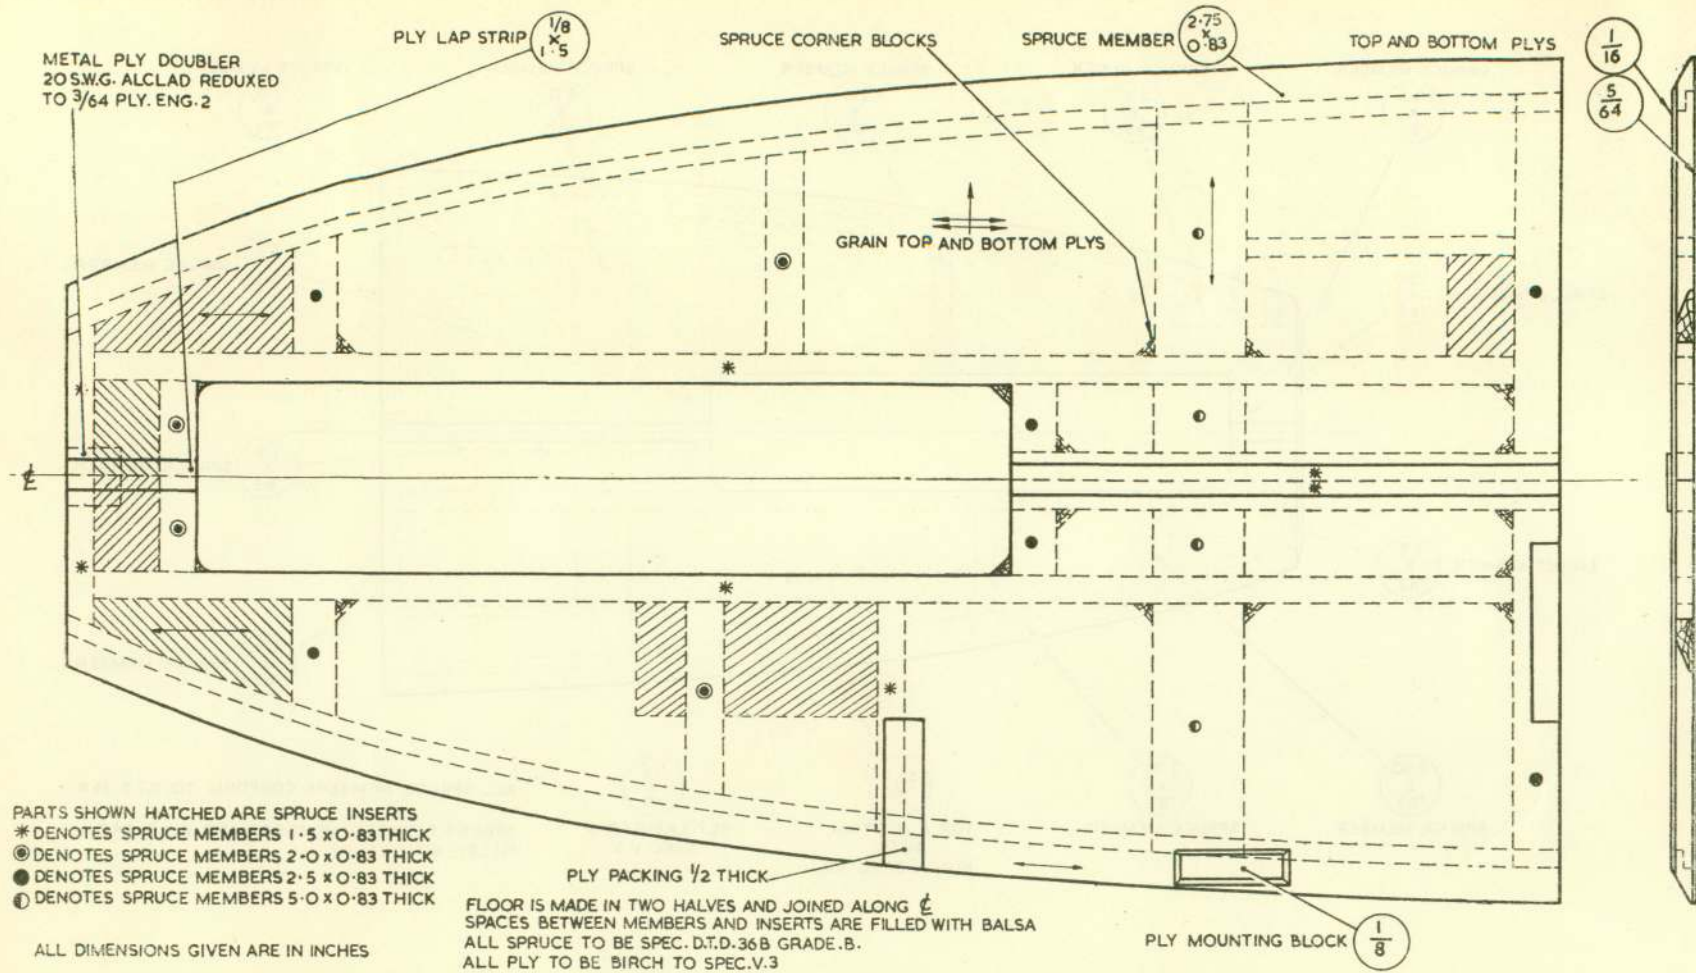 METAL PLY DOUBLER
20 S.W.G. ALCLAD REDUXED
TO 3/64 PLY. ENG. 2
PLY LAP STRIP
1/8
×
1·5
SPRUCE CORNER BLOCKS
SPRUCE MEMBER
2·75
×
0·83
TOP AND BOTTOM PLYS
1/16
5/64
GRAIN TOP AND BOTTOM PLYS
℄
PARTS SHOWN HATCHED ARE SPRUCE INSERTS
* DENOTES SPRUCE MEMBERS 1·5 × 0·83 THICK
◉ DENOTES SPRUCE MEMBERS 2·0 × 0·83 THICK
● DENOTES SPRUCE MEMBERS 2·5 × 0·83 THICK
◐ DENOTES SPRUCE MEMBERS 5·0 × 0·83 THICK
ALL DIMENSIONS GIVEN ARE IN INCHES
PLY PACKING 1/2 THICK
FLOOR IS MADE IN TWO HALVES AND JOINED ALONG ℄
SPACES BETWEEN MEMBERS AND INSERTS ARE FILLED WITH BALSA
ALL SPRUCE TO BE SPEC. D.T.D. 36B GRADE. B.
ALL PLY TO BE BIRCH TO SPEC. V. 3
PLY MOUNTING BLOCK
1/8